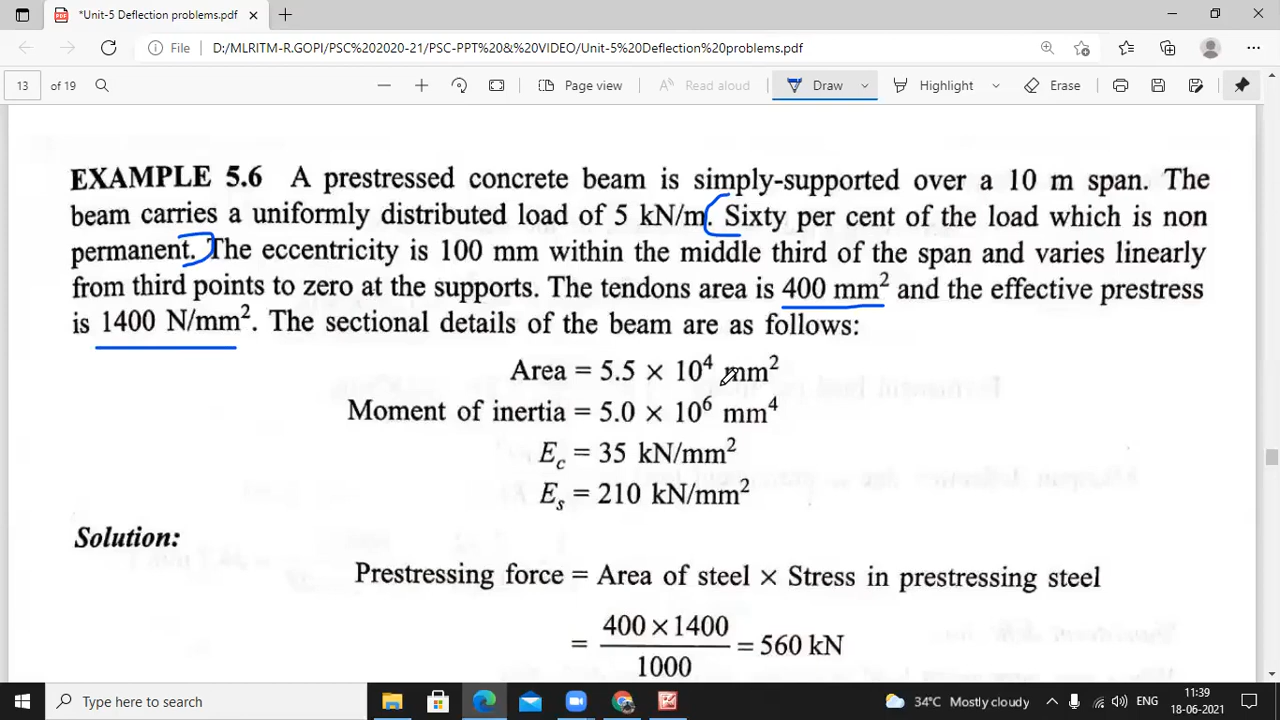 *Unit-5 Deflection problems.pdf
File D:/MLRITM-R.GOPI/PSC%202020-21/PSC-PPT%20&%20VIDEO/Unit-5%20Deflection%20problems.pdf
13 of 19 Page view Read aloud Draw Highlight Erase
EXAMPLE 5.6 A prestressed concrete beam is simply-supported over a 10 m span. The
beam carries a uniformly distributed load of 5 kN/m. Sixty per cent of the load which is non
permanent. The eccentricity is 100 mm within the middle third of the span and varies linearly
from third points to zero at the supports. The tendons area is 400 mm² and the effective prestress
is 1400 N/mm². The sectional details of the beam are as follows:
Area = 5.5 × 10⁴ mm²
Moment of inertia = 5.0 × 10⁶ mm⁴
E_c = 35 kN/mm²
E_s = 210 kN/mm²
Solution:
Prestressing force = Area of steel × Stress in prestressing steel
= 400 × 1400 / 1000 = 560 kN
Type here to search 34°C Mostly cloudy ENG 11:39
18-06-2021